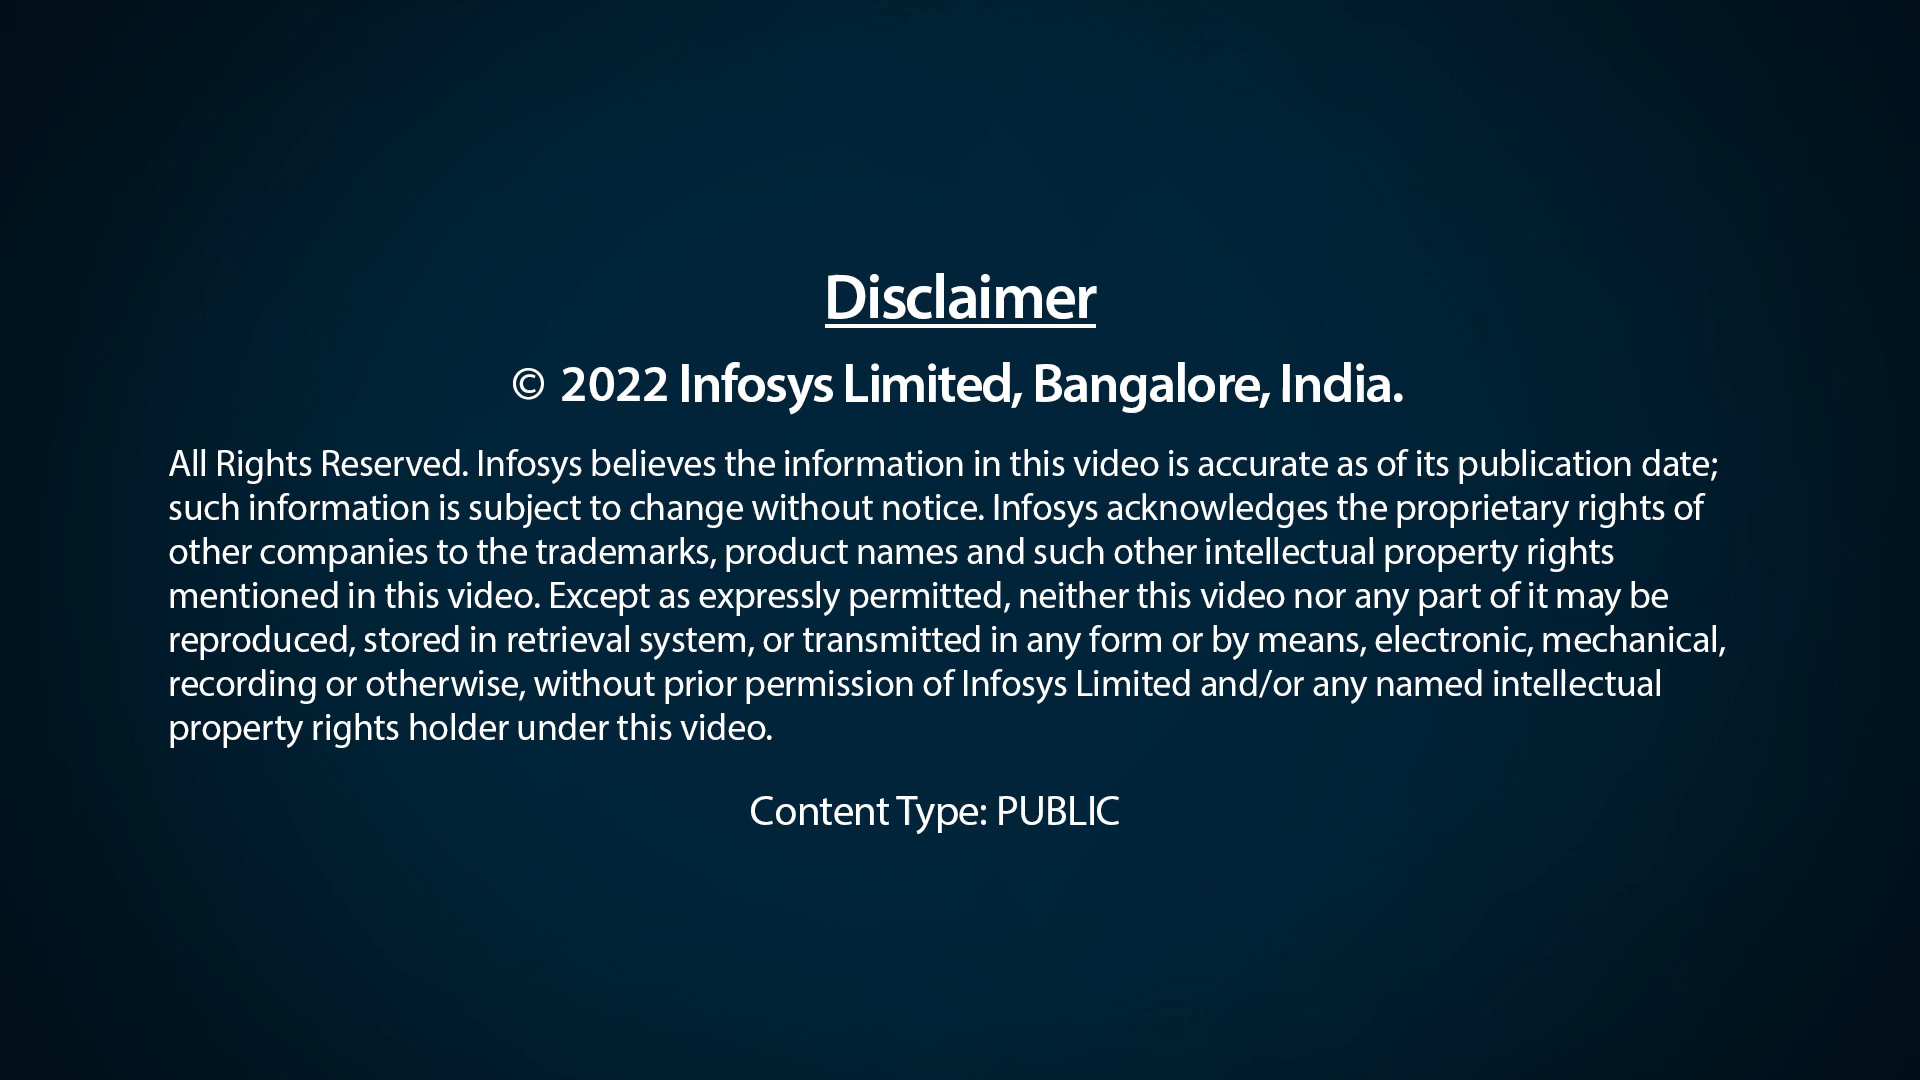 Disclaimer
© 2022 Infosys Limited, Bangalore, India.
All Rights Reserved. Infosys believes the information in this video is accurate as of its publication date;
such information is subject to change without notice. Infosys acknowledges the proprietary rights of
other companies to the trademarks, product names and such other intellectual property rights
mentioned in this video. Except as expressly permitted, neither this video nor any part of it may be
reproduced, stored in retrieval system, or transmitted in any form or by means, electronic, mechanical,
recording or otherwise, without prior permission of Infosys Limited and/or any named intellectual
property rights holder under this video.
Content Type: PUBLIC